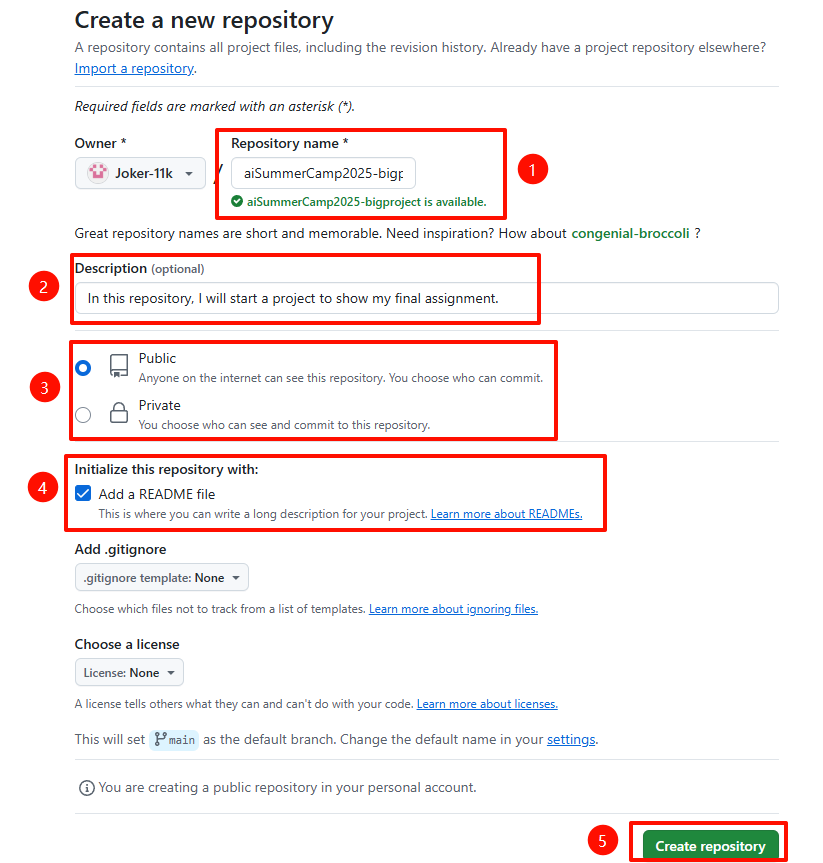 Create a new repository
A repository contains all project files, including the revision history. Already have a project repository elsewhere?
Import a repository.
Required fields are marked with an asterisk (*).
Owner * Repository name *
Joker-11k / aiSummerCamp2025-bigp 1
aiSummerCamp2025-bigproject is available.
Great repository names are short and memorable. Need inspiration? How about congenial-broccoli ?
Description (optional)
2 In this repository, I will start a project to show my final assignment.
Public
Anyone on the internet can see this repository. You choose who can commit.
3
Private
You choose who can see and commit to this repository.
Initialize this repository with:
4 Add a README file
This is where you can write a long description for your project. Learn more about READMEs.
Add .gitignore
.gitignore template: None
Choose which files not to track from a list of templates. Learn more about ignoring files.
Choose a license
License: None
A license tells others what they can and can't do with your code. Learn more about licenses.
This will set main as the default branch. Change the default name in your settings.
You are creating a public repository in your personal account.
5 Create repository